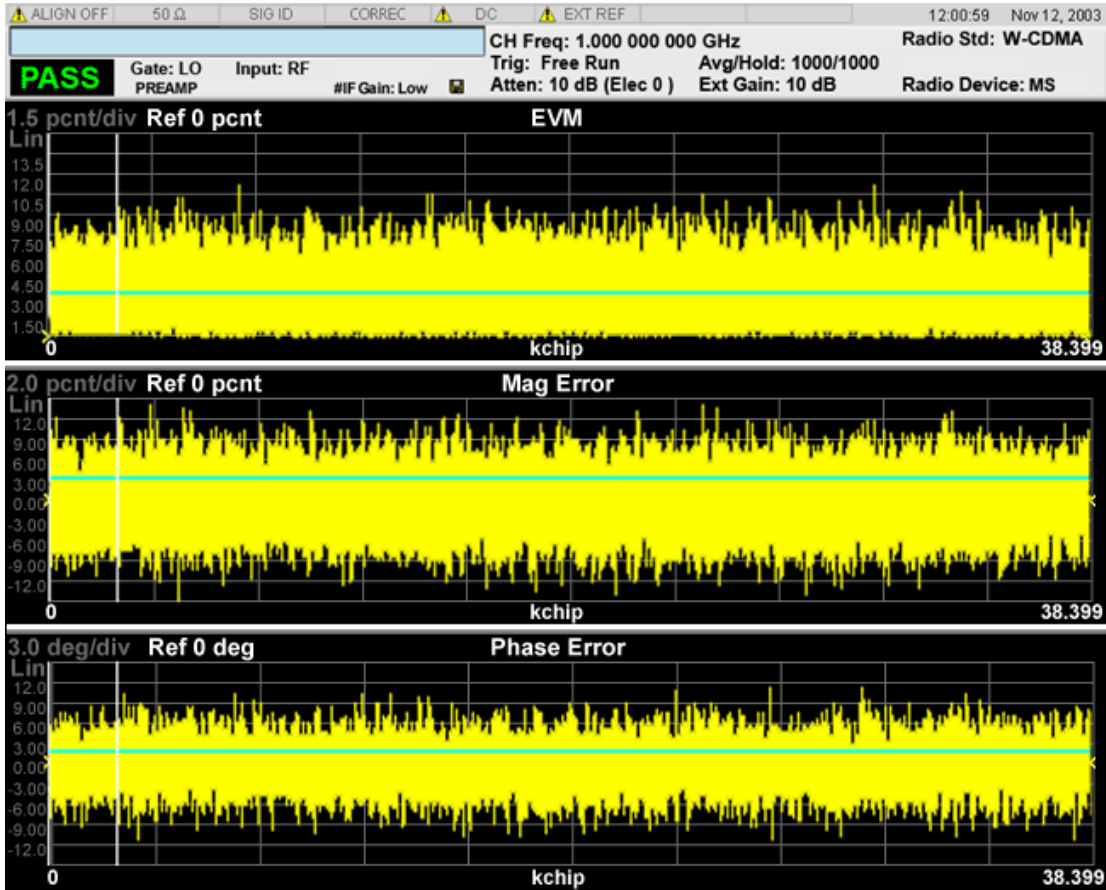 ALIGN OFF 50 Ω SIG ID CORREC DC EXT REF 12:00:59 Nov 12, 2003
CH Freq: 1.000 000 000 GHz Radio Std: W-CDMA
PASS Gate: LO Input: RF Trig: Free Run Avg/Hold: 1000/1000
PREAMP #IF Gain: Low Atten: 10 dB (Elec 0 ) Ext Gain: 10 dB Radio Device: MS
1.5 pcnt/div Ref 0 pcnt EVM
Lin
13.5
12.0
10.5
9.00
7.50
6.00
4.50
3.00
1.50
0 kchip 38.399
2.0 pcnt/div Ref 0 pcnt Mag Error
Lin
12.0
9.00
6.00
3.00
0.00
-3.00
-6.00
-9.00
-12.0
0 kchip 38.399
3.0 deg/div Ref 0 deg Phase Error
Lin
12.0
9.00
6.00
3.00
0.00
-3.00
-6.00
-9.00
-12.0
0 kchip 38.399